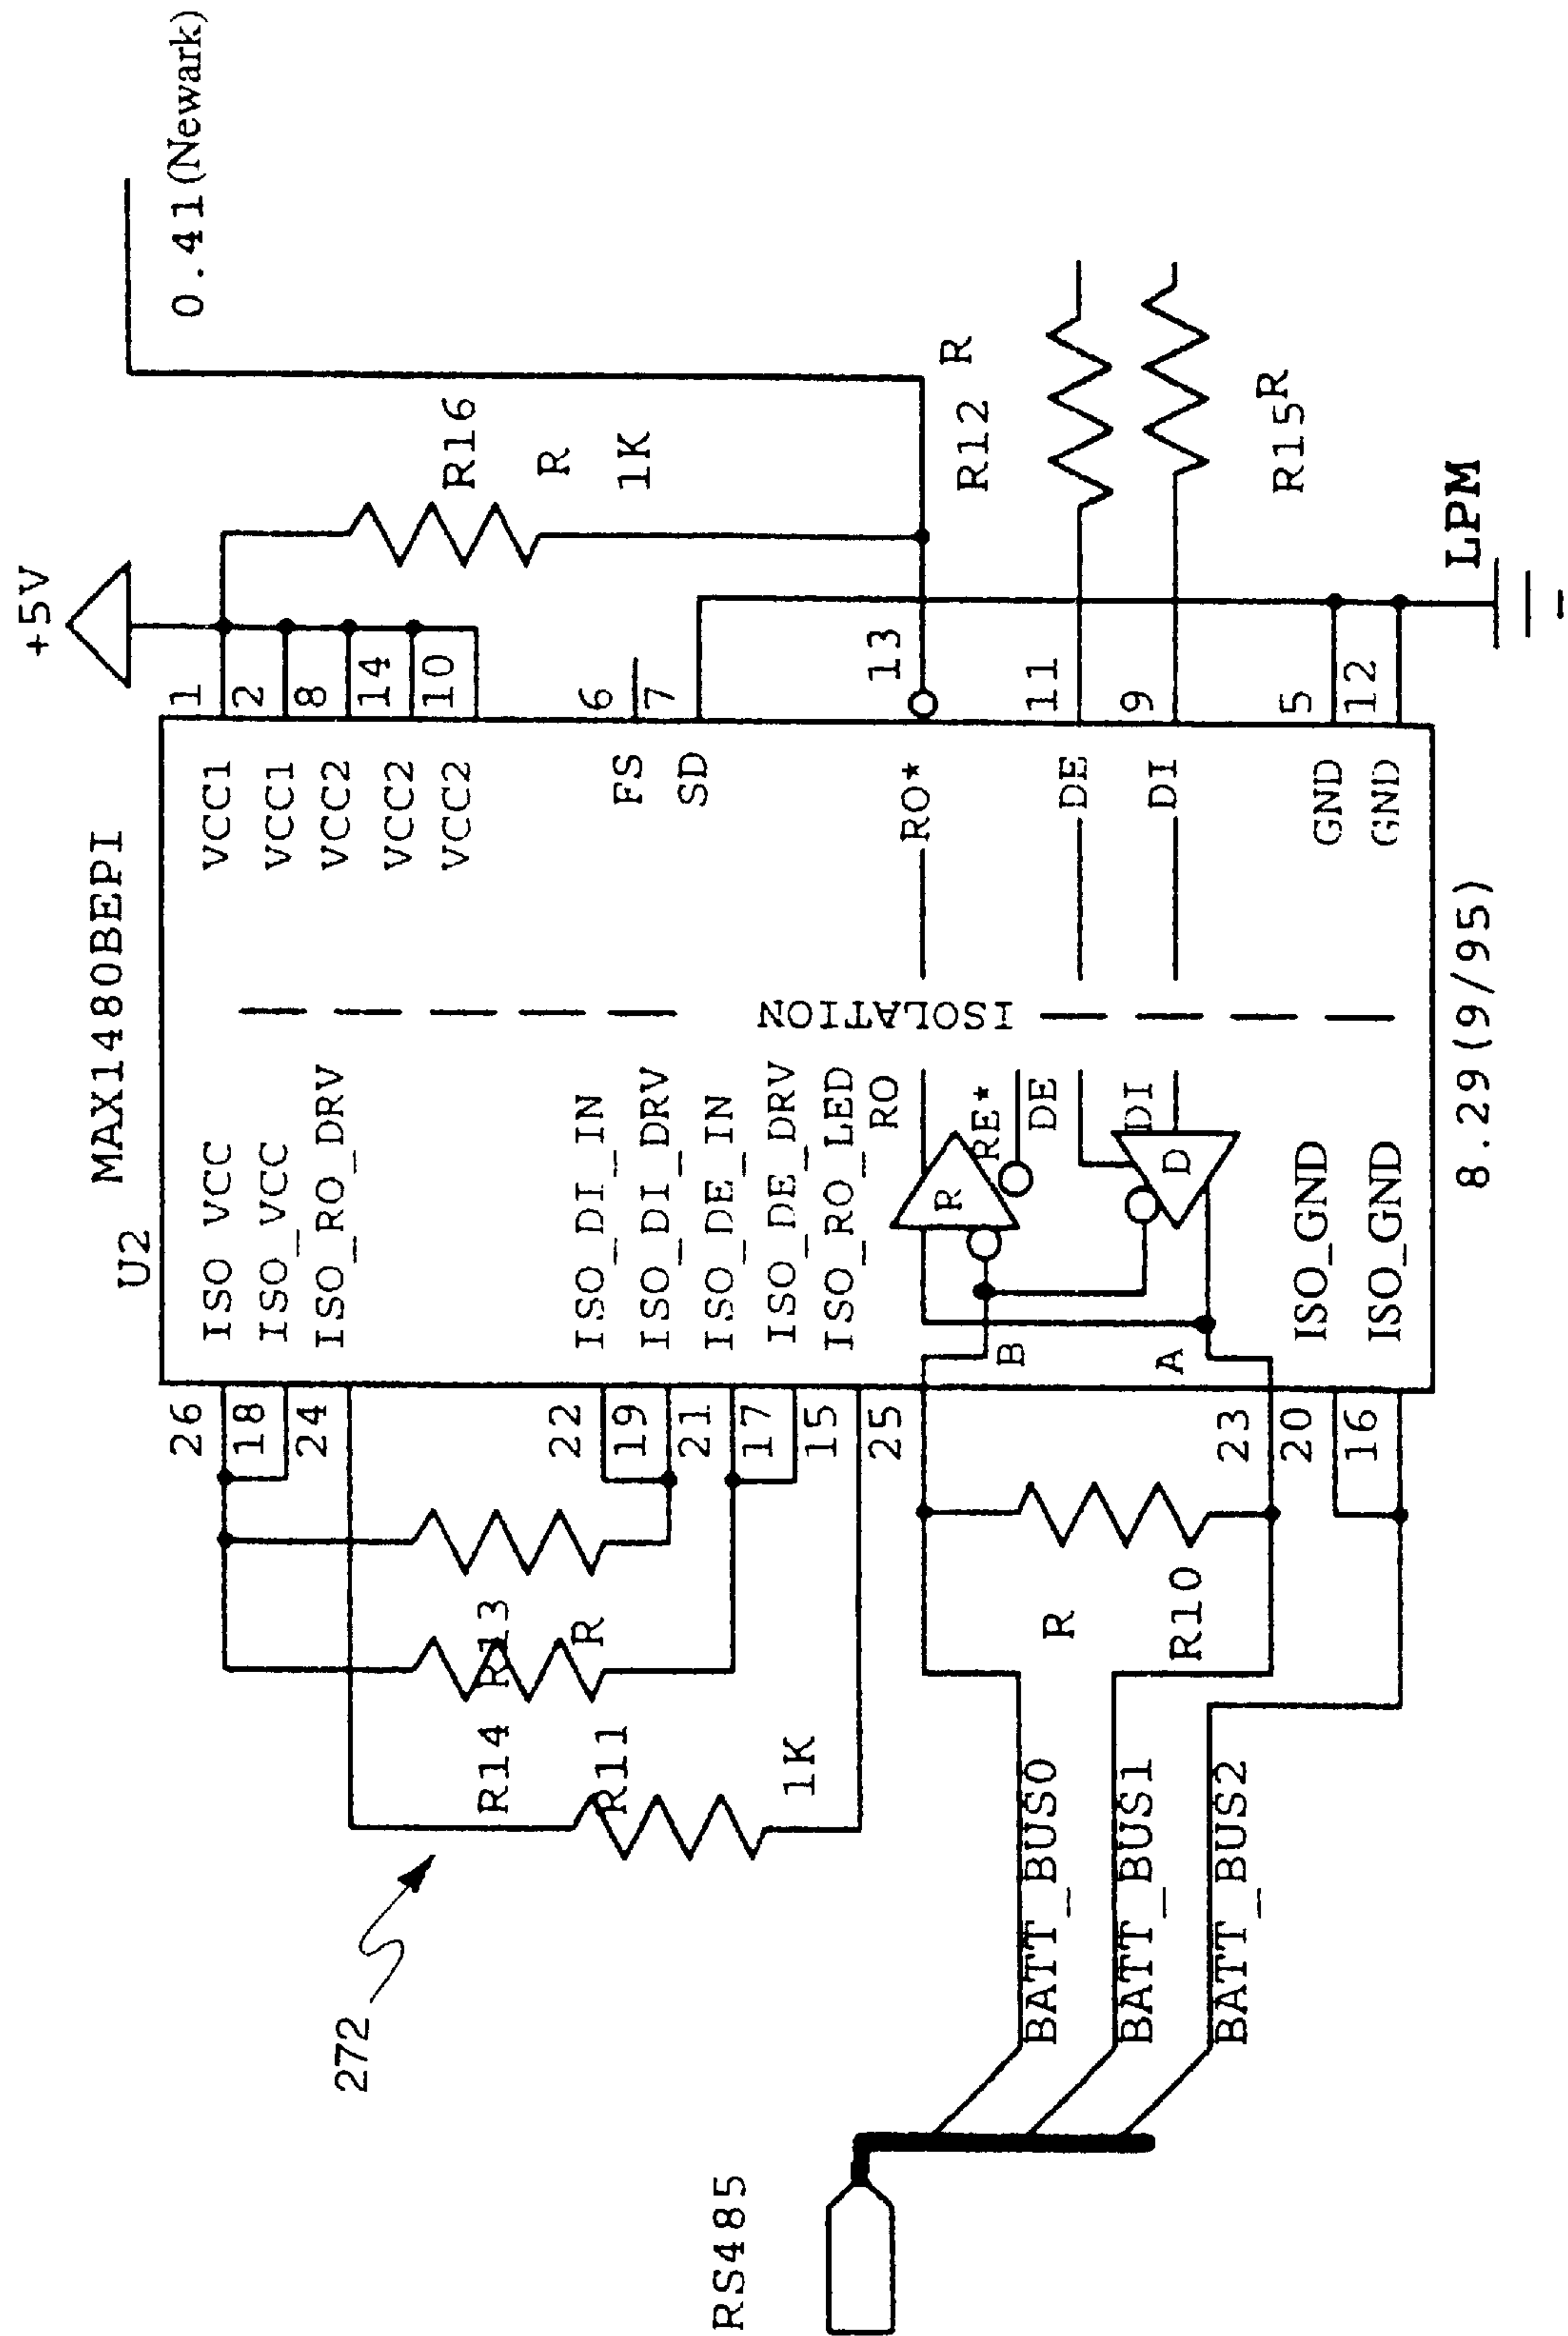 +5V
0.41(Newark)
U2
MAX1480BEPI
26
ISO_VCC
VCC1
1
18
ISO_VCC
VCC1
2
24
ISO_RO_DRV
VCC2
8
VCC2
14
VCC2
10
R16
R
1K
22
ISO_DI_IN
FS
6
19
ISO_DI_DRV
SD
7
21
ISO_DE_IN
17
ISO_DE_DRV
15
ISO_RO_LED
25
RO
RO*
13
R13
R
R14
R11
1K
272
ISOLATION
R
RE*
DE
DE
11
R12
R
B
DI
D
DI
9
R15
R
A
23
R
R10
20
ISO_GND
GND
5
16
ISO_GND
GND
12
LPM
8.29(9/95)
RS485
BATT_BUS0
BATT_BUS1
BATT_BUS2